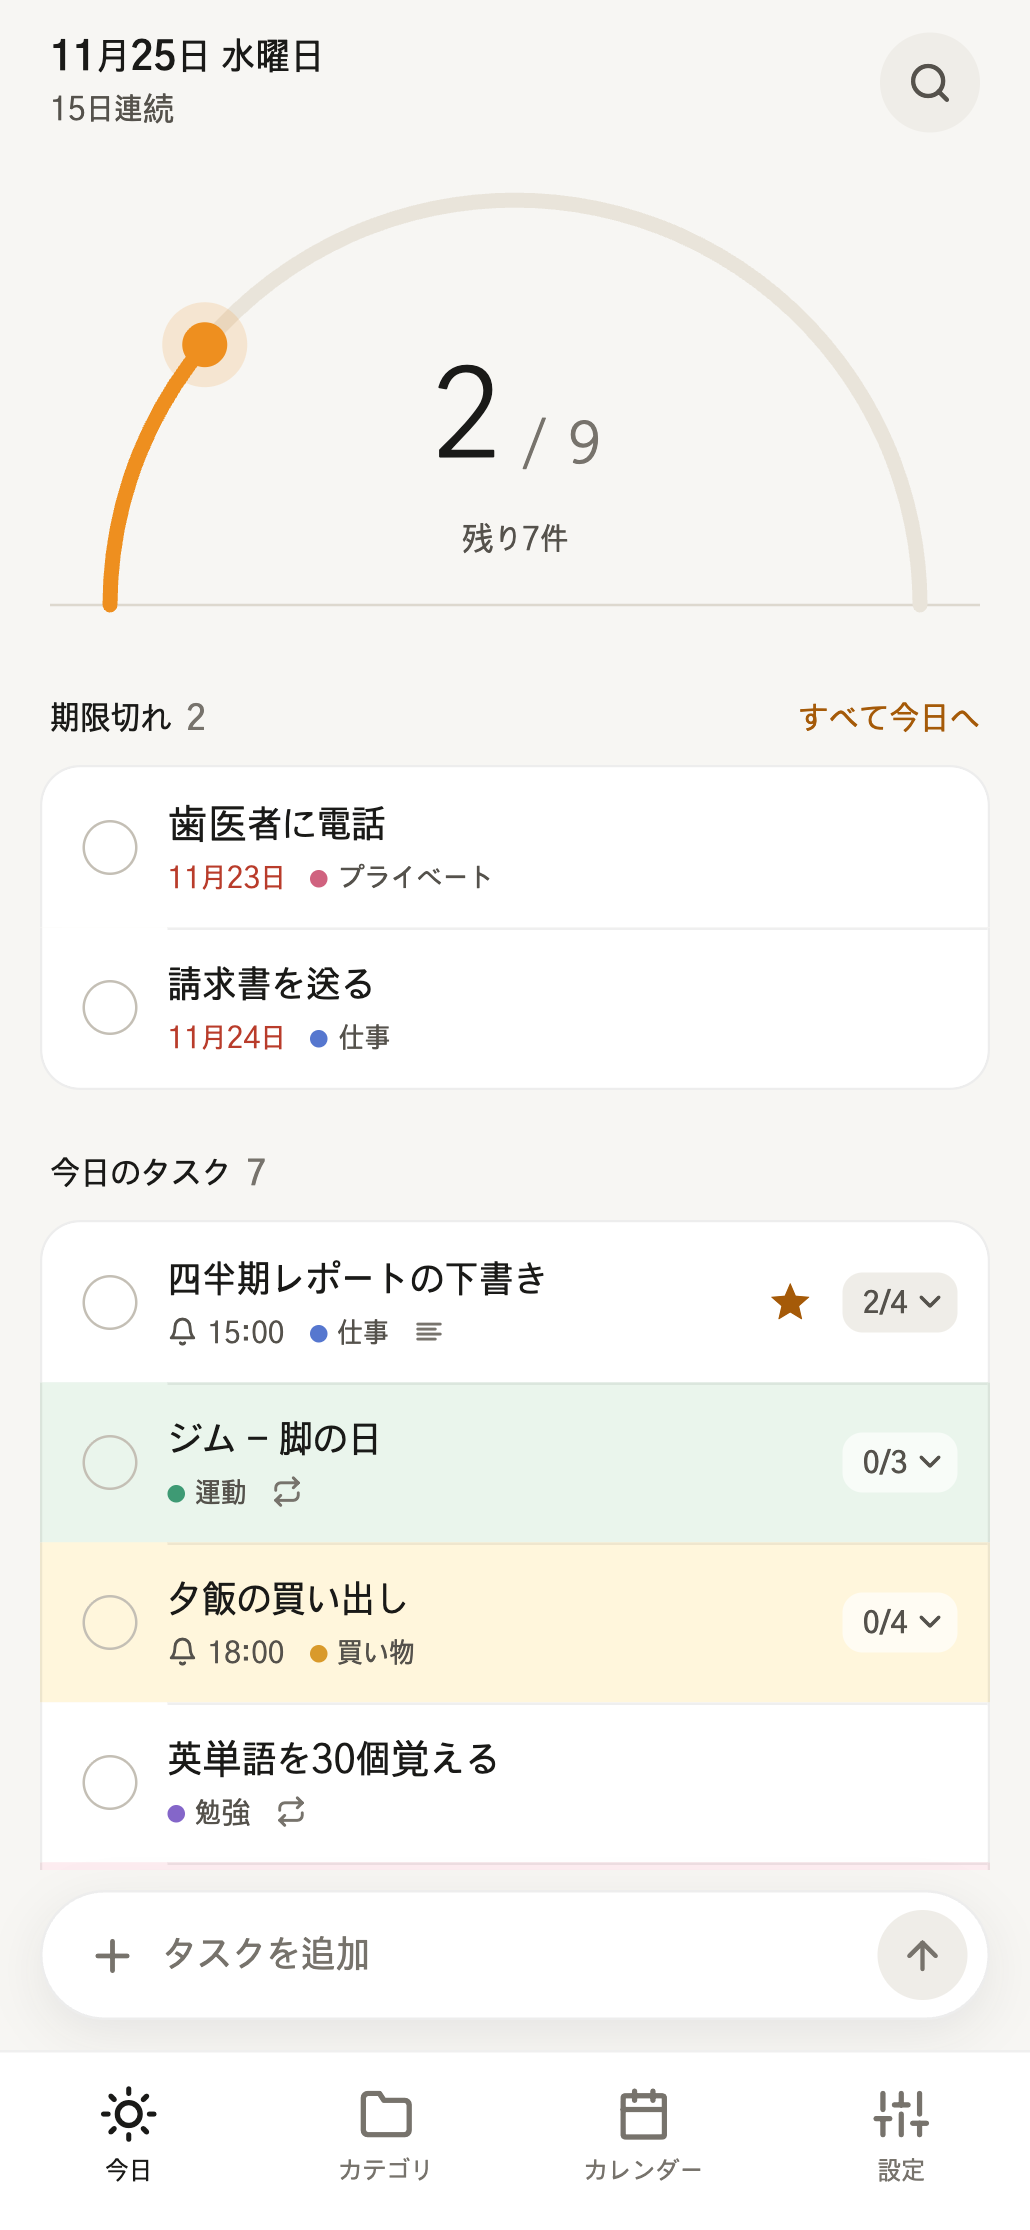 11月25日 水曜日
15日連続
2 / 9
残り7件
期限切れ 2
すべて今日へ
歯医者に電話
11月23日 プライベート
請求書を送る
11月24日 仕事
今日のタスク 7
四半期レポートの下書き
2/4
15:00 仕事
ジム – 脚の日
0/3
運動
夕飯の買い出し
0/4
18:00 買い物
英単語を30個覚える
勉強
タスクを追加
今日 カテゴリ カレンダー 設定